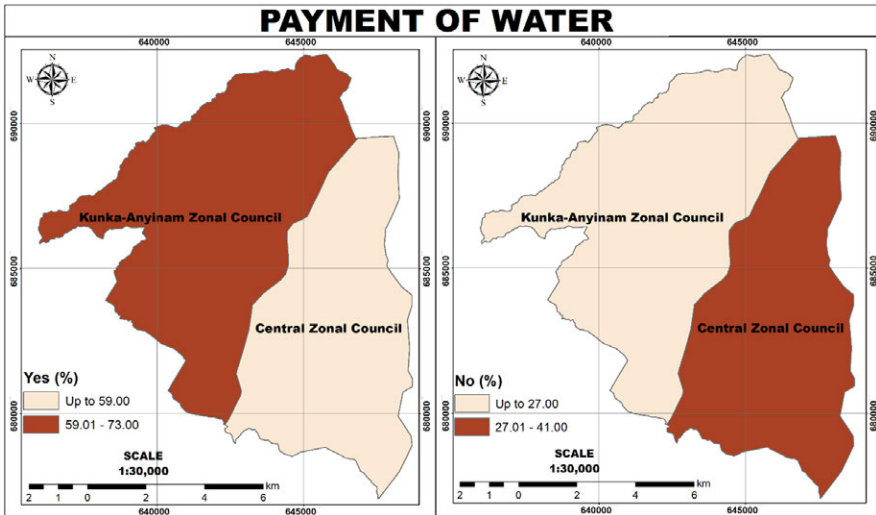 PAYMENT OF WATER
640000 645000
N
W E
S
690000
685000
680000
Kunka-Anyinam Zonal Council
Central Zonal Council
Yes (%)
Up to 59.00
59.01 - 73.00
SCALE
1:30,000
km
2 1 0 2 4 6
640000 645000
640000 645000
N
W E
S
690000
685000
680000
Kunka-Anyinam Zonal Council
Central Zonal Council
No (%)
Up to 27.00
27.01 - 41.00
SCALE
1:30,000
km
2 1 0 2 4 6
640000 645000
690000
685000
680000